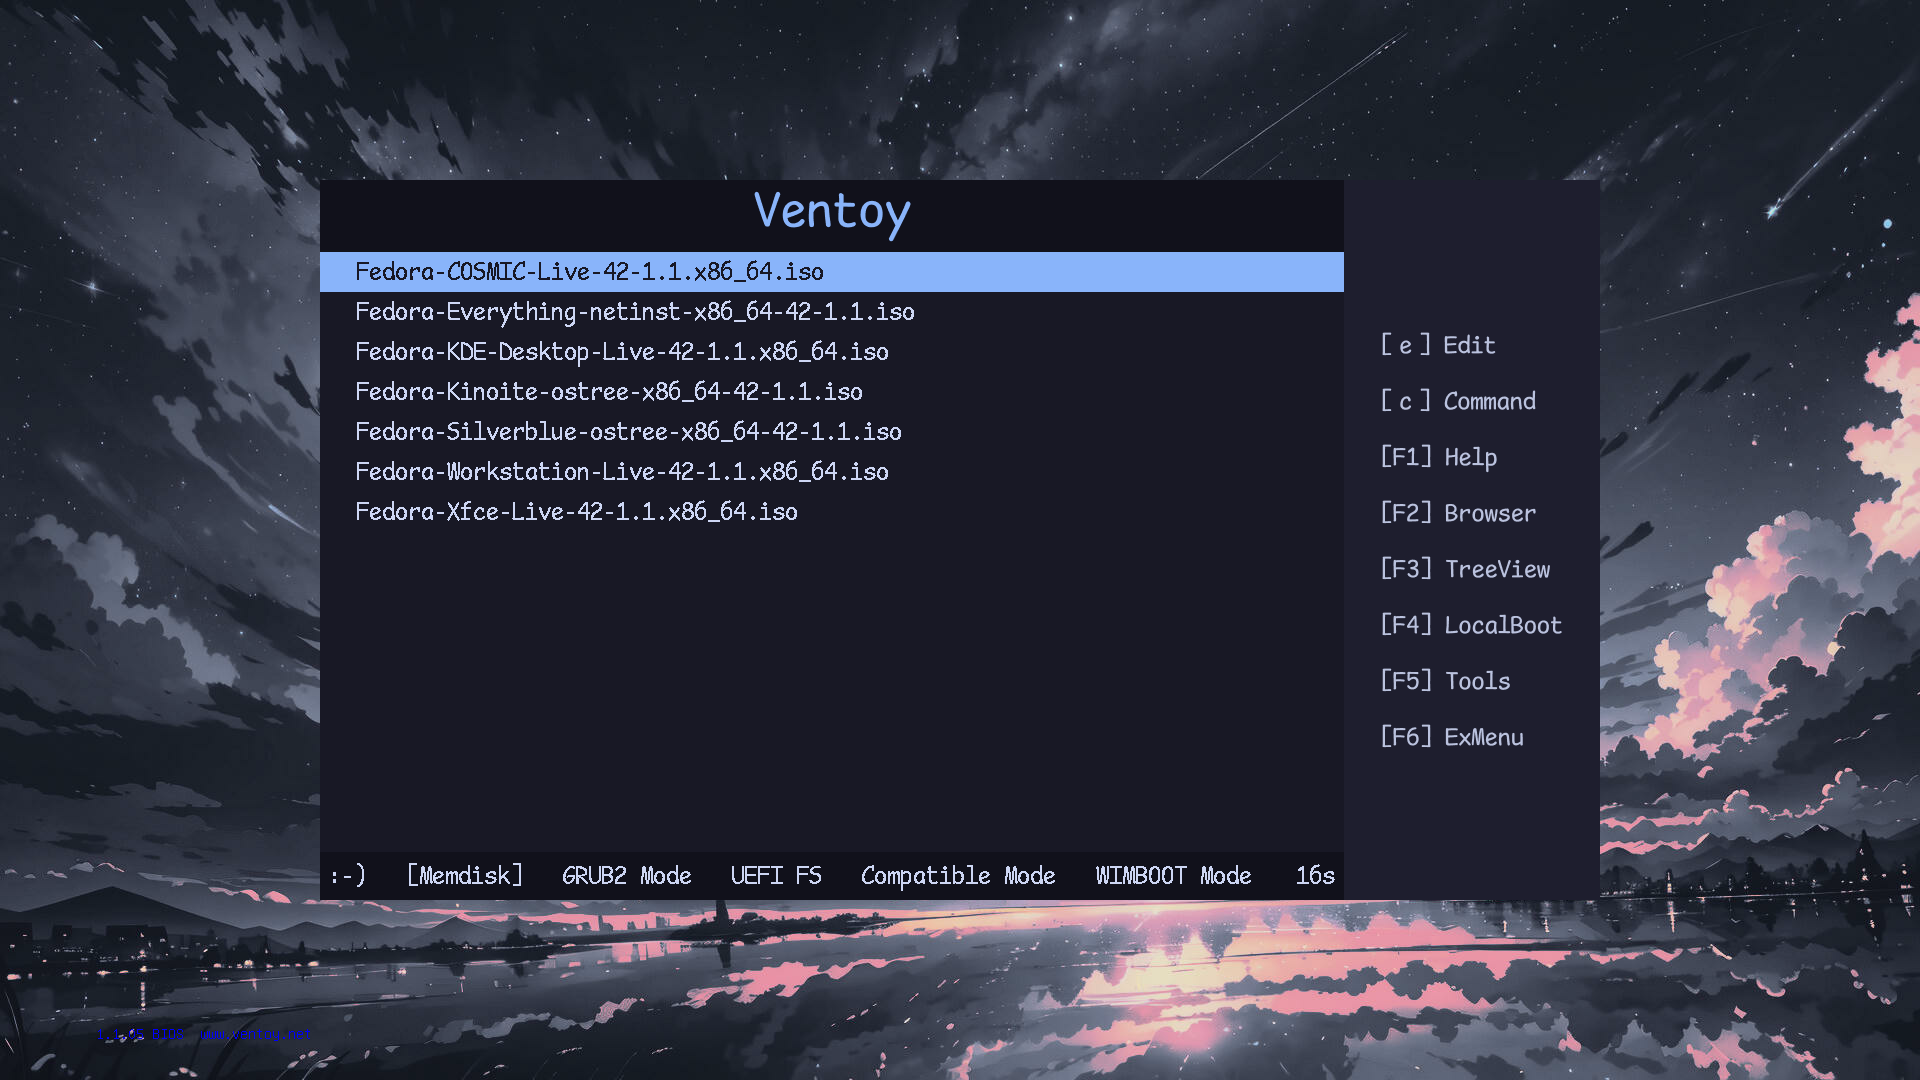 Ventoy
Fedora-COSMIC-Live-42-1.1.x86_64.iso
Fedora-Everything-netinst-x86_64-42-1.1.iso
Fedora-KDE-Desktop-Live-42-1.1.x86_64.iso
Fedora-Kinoite-ostree-x86_64-42-1.1.iso
Fedora-Silverblue-ostree-x86_64-42-1.1.iso
Fedora-Workstation-Live-42-1.1.x86_64.iso
Fedora-Xfce-Live-42-1.1.x86_64.iso
[ e ] Edit
[ c ] Command
[F1] Help
[F2] Browser
[F3] TreeView
[F4] LocalBoot
[F5] Tools
[F6] ExMenu
:-) [Memdisk] GRUB2 Mode UEFI FS Compatible Mode WIMBOOT Mode 16s
www.ventoy.net